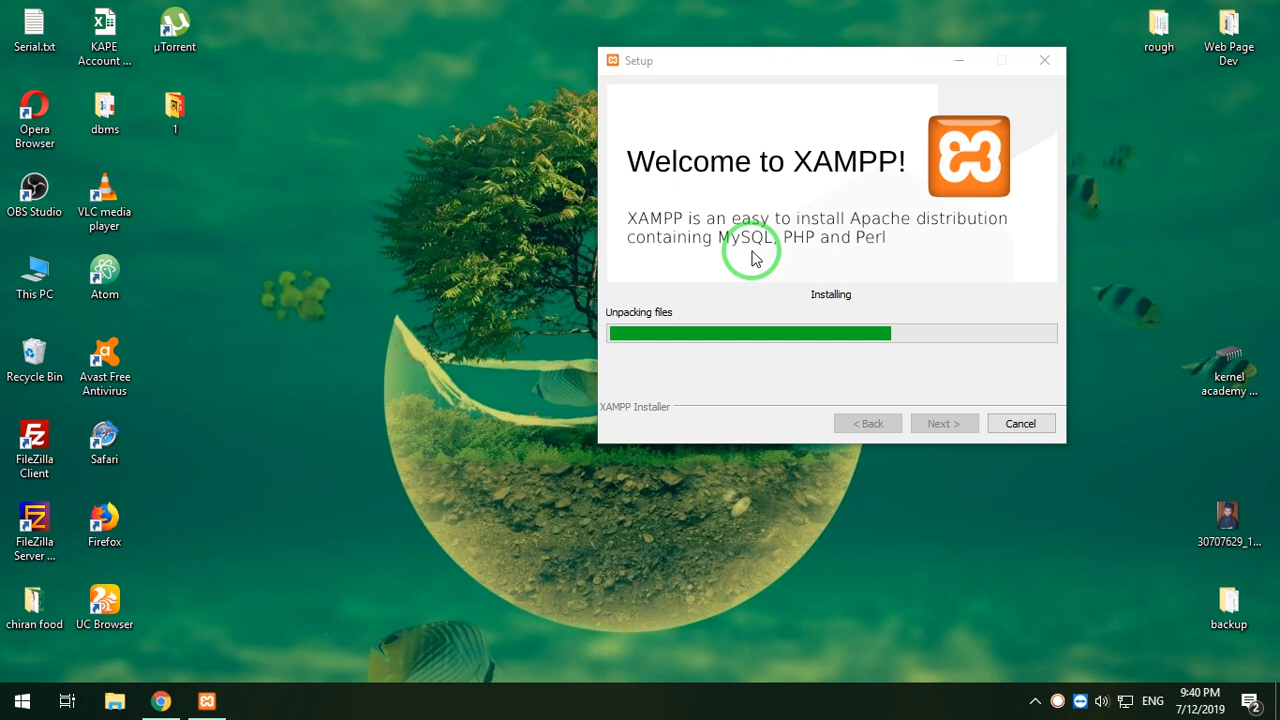 Serial.txt
KAPE
Account ...
µTorrent
Opera
Browser
dbms
1
OBS Studio
VLC media
player
This PC
Atom
Recycle Bin
Avast Free
Antivirus
FileZilla
Client
Safari
FileZilla
Server ...
Firefox
chiran food
UC Browser
Setup
Welcome to XAMPP!
XAMPP is an easy to install Apache distribution
containing MySQL, PHP and Perl
Installing
Unpacking files
XAMPP Installer
< Back
Next >
Cancel
rough
Web Page
Dev
kernel
academy ...
30707629_1...
backup
ENG
9:40 PM
7/12/2019
2